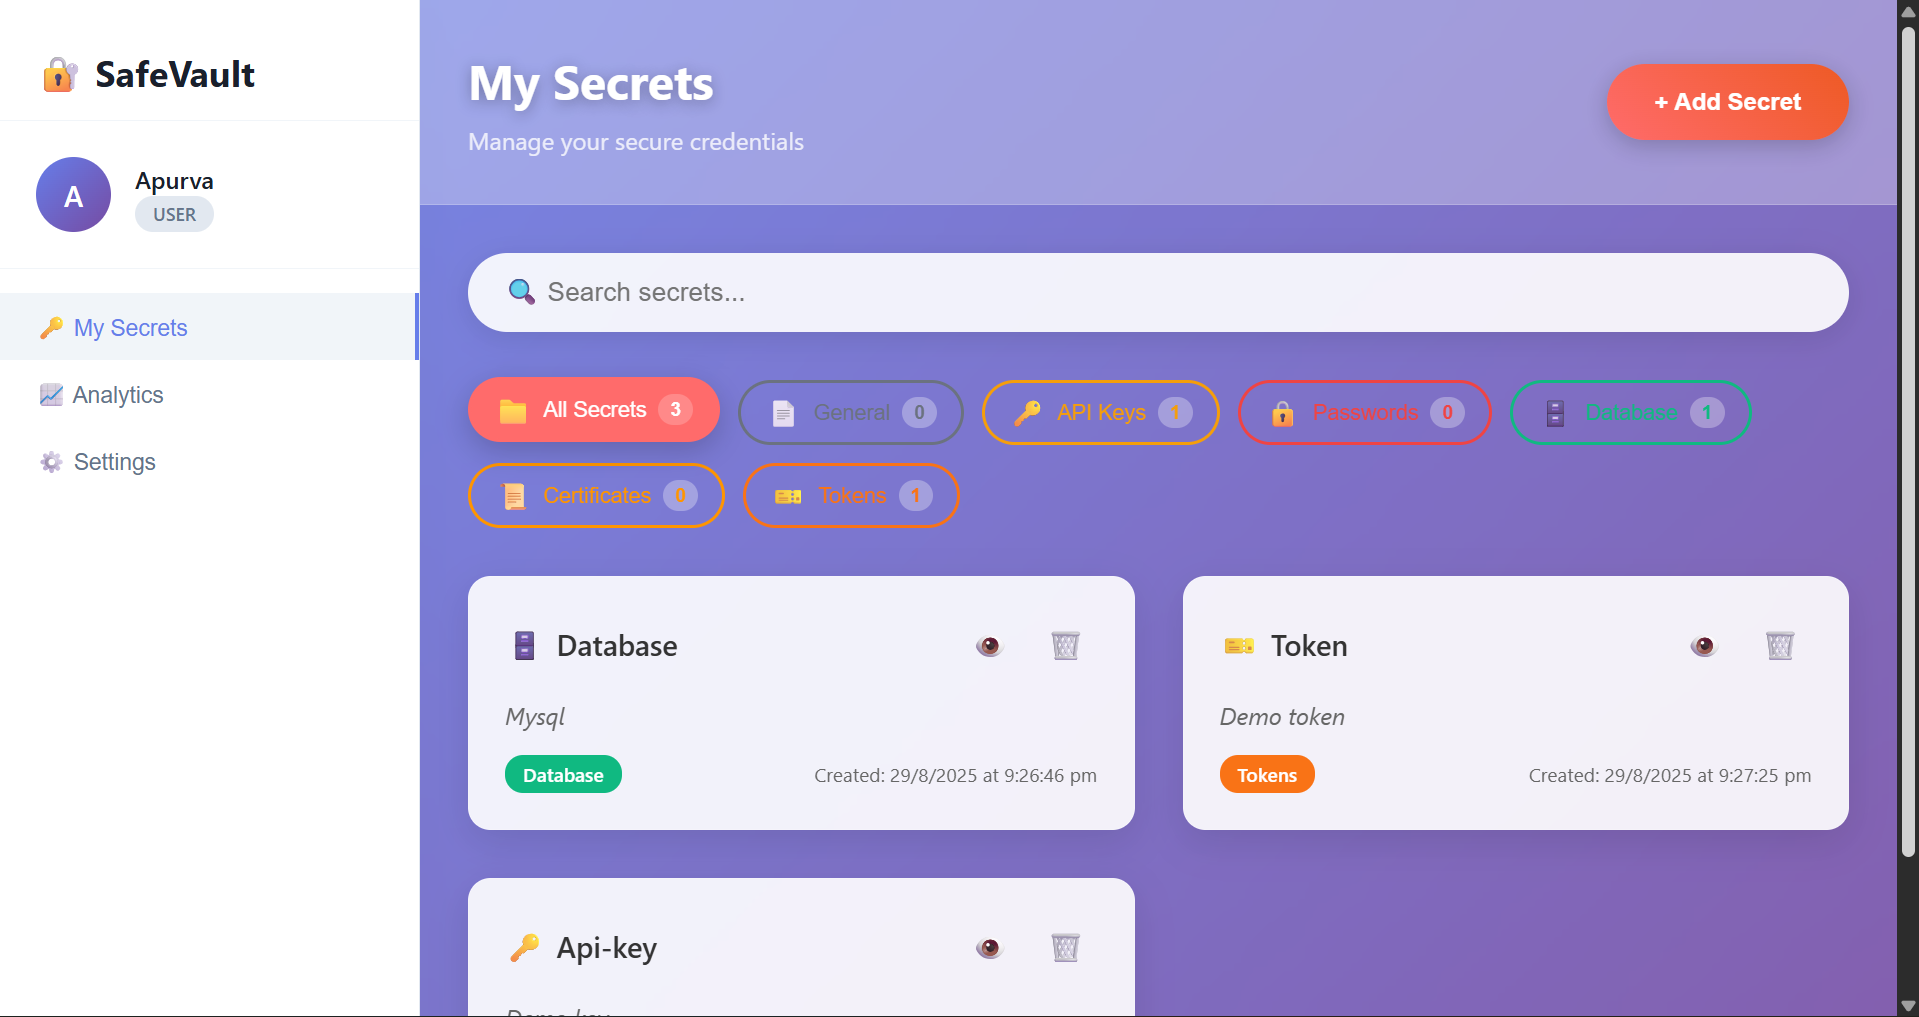 SafeVault
A
Apurva
USER
My Secrets
Analytics
Settings
My Secrets
Manage your secure credentials
+ Add Secret
Search secrets...
All Secrets 3
General 0
API Keys 1
Passwords 0
Database 1
Certificates 0
Tokens 1
Database
Mysql
Database
Created: 29/8/2025 at 9:26:46 pm
Token
Demo token
Tokens
Created: 29/8/2025 at 9:27:25 pm
Api-key
Demo key